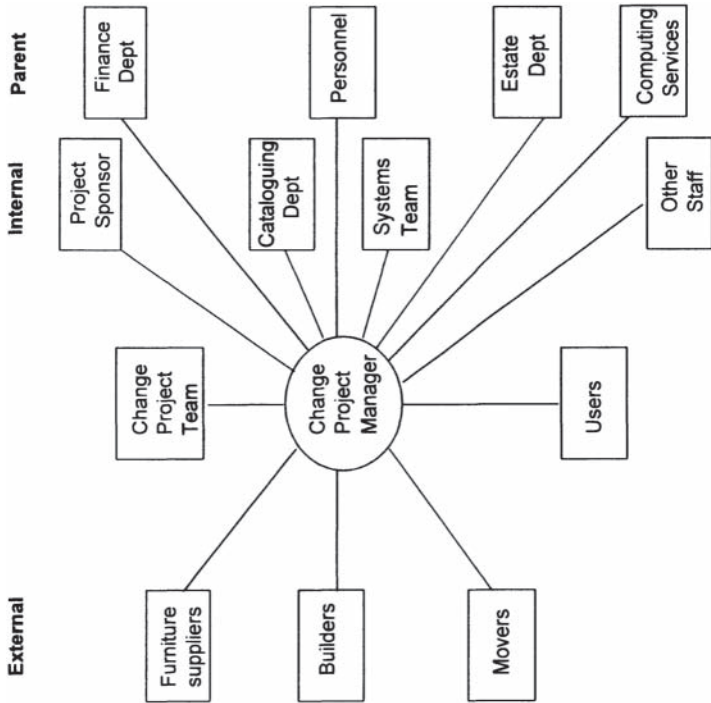 External
Internal
Parent
Project
Sponsor
Finance
Dept
Change
Project
Team
Furniture
suppliers
Cataloguing
Dept
Builders
Change
Project
Manager
Personnel
Systems
Team
Movers
Estate
Dept
Users
Other
Staff
Computing
Services